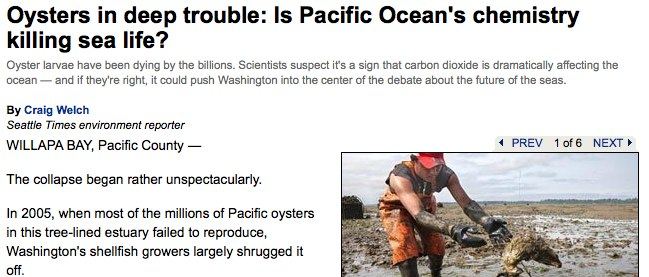 Oysters in deep trouble: Is Pacific Ocean's chemistry
killing sea life?
Oyster larvae have been dying by the billions. Scientists suspect it's a sign that carbon dioxide is dramatically affecting the
ocean — and if they're right, it could push Washington into the center of the debate about the future of the seas.
By Craig Welch
Seattle Times environment reporter
PREV 1 of 6 NEXT
WILLAPA BAY, Pacific County —
The collapse began rather unspectacularly.
In 2005, when most of the millions of Pacific oysters
in this tree-lined estuary failed to reproduce,
Washington's shellfish growers largely shrugged it
off.